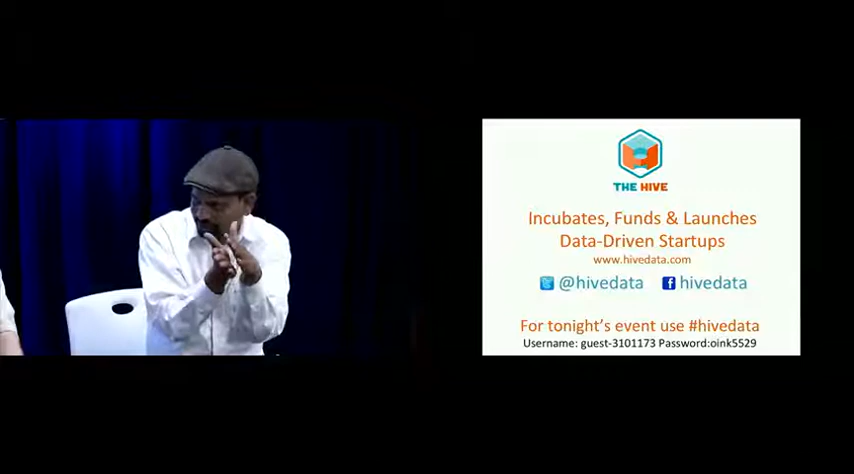 THE HIVE
Incubates, Funds & Launches
Data-Driven Startups
www.hivedata.com
@hivedata hivedata
For tonight's event use #hivedata
Username: guest-3101173 Password:oink5529